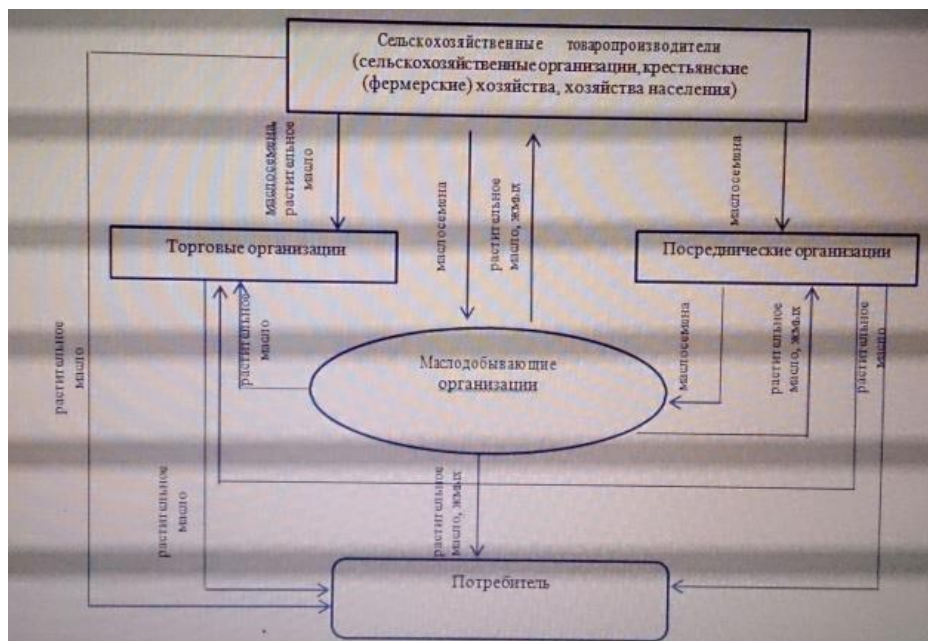 Сельскохозяйственные товаропроизводители
(сельскохозяйственные организации, крестьянские
(фермерские) хозяйства, хозяйства населения)
маслосемена,
растительное
масло
маслосемена
растительное
масло, жмых
маслосемена
Торговые организации
Посреднические организации
растительное
масло
растительное
масло
Маслодобывающие
организации
маслосемена
растительное
масло, жмых
растительное
масло
растительное
масло
растительное
масло, жмых
Потребитель